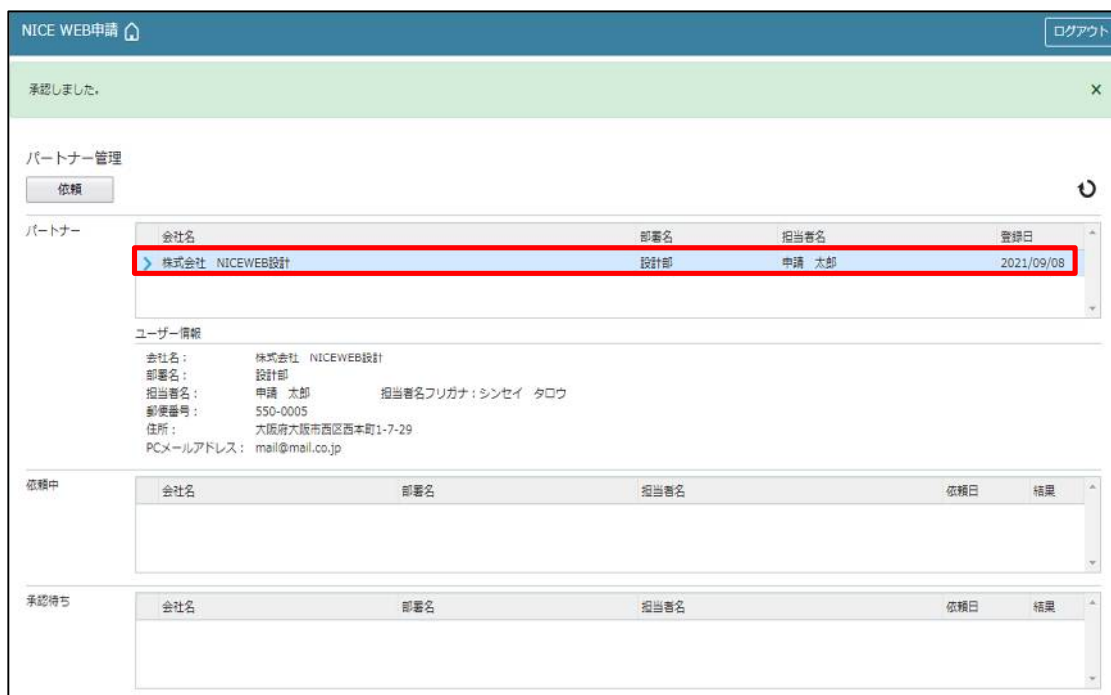 NICE WEB申請
ログアウト
承認しました。
x
パートナー管理
依頼
パートナー
会社名 部署名 担当者名 登録日
株式会社 NICEWEB設計 設計部 申請 太郎 2021/09/08
ユーザー情報
会社名: 株式会社 NICEWEB設計
部署名: 設計部
担当者名: 申請 太郎 担当者名フリガナ:シンセイ タロウ
郵便番号: 550-0005
住所: 大阪府大阪市西区西本町1-7-29
PCメールアドレス: mail@mail.co.jp
依頼中
会社名 部署名 担当者名 依頼日 結果
承認待ち
会社名 部署名 担当者名 依頼日 結果